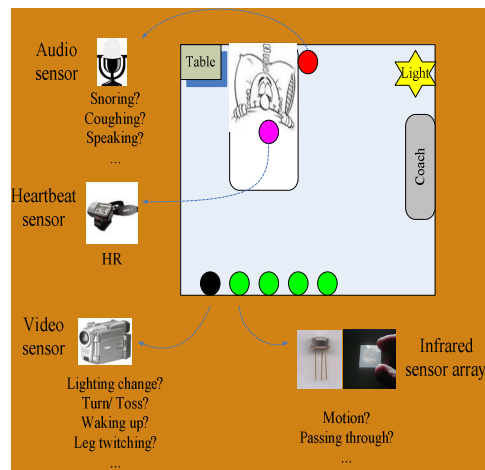 Audio
sensor
Snoring?
Coughing?
Speaking?
...
Table
Light
Coach
Heartbeat
sensor
HR
Video
sensor
Lighting change?
Turn/ Toss?
Waking up?
Leg twitching?
...
Infrared
sensor array
Motion?
Passing through?
...